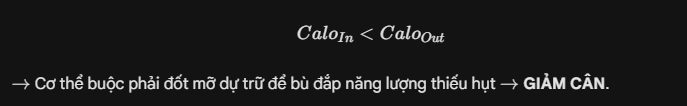 Calo_In < Calo_Out
→ Cơ thể buộc phải đốt mỡ dự trữ để bù đắp năng lượng thiếu hụt → GIẢM CÂN.